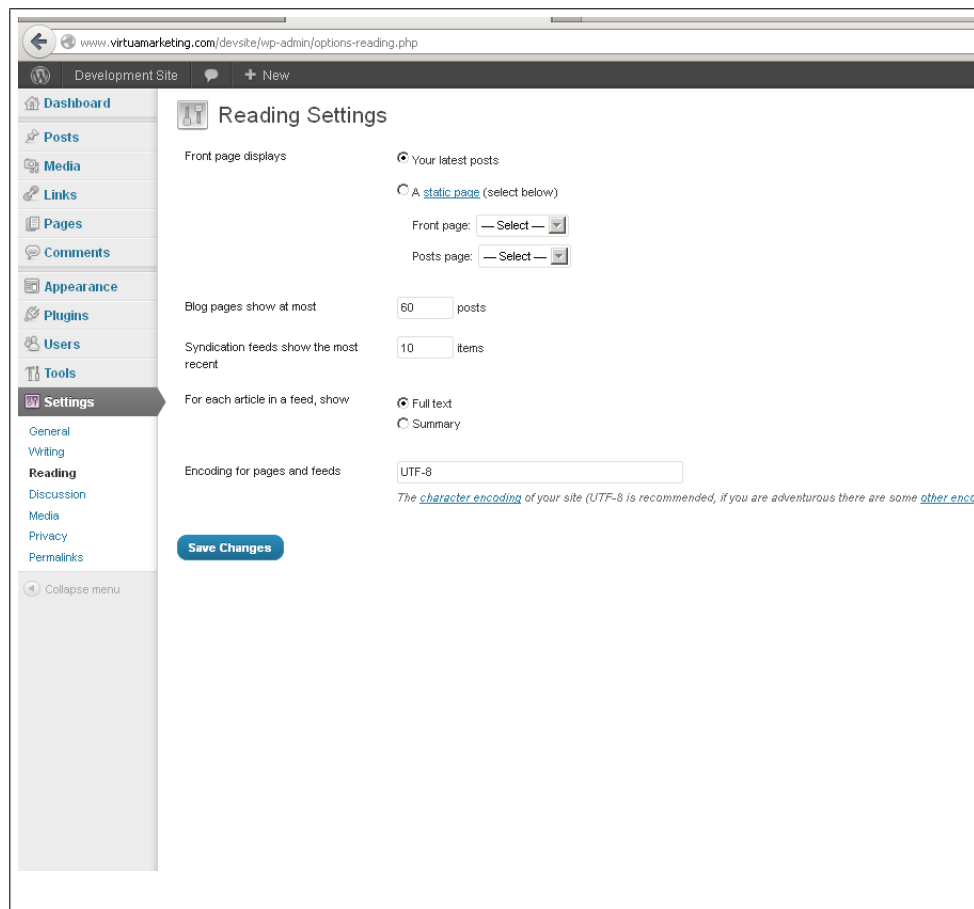 www.virtuamarketing.com/devsite/wp-admin/options-reading.php
Development Site + New
Dashboard
Posts
Media
Links
Pages
Comments
Appearance
Plugins
Users
Tools
Settings
General
Writing
Reading
Discussion
Media
Privacy
Permalinks
Collapse menu
Reading Settings
Front page displays
Your latest posts
A static page (select below)
Front page: — Select —
Posts page: — Select —
Blog pages show at most 60 posts
Syndication feeds show the most 10 items
recent
For each article in a feed, show
Full text
Summary
Encoding for pages and feeds UTF-8
The character encoding of your site (UTF-8 is recommended, if you are adventurous there are some other enco
Save Changes